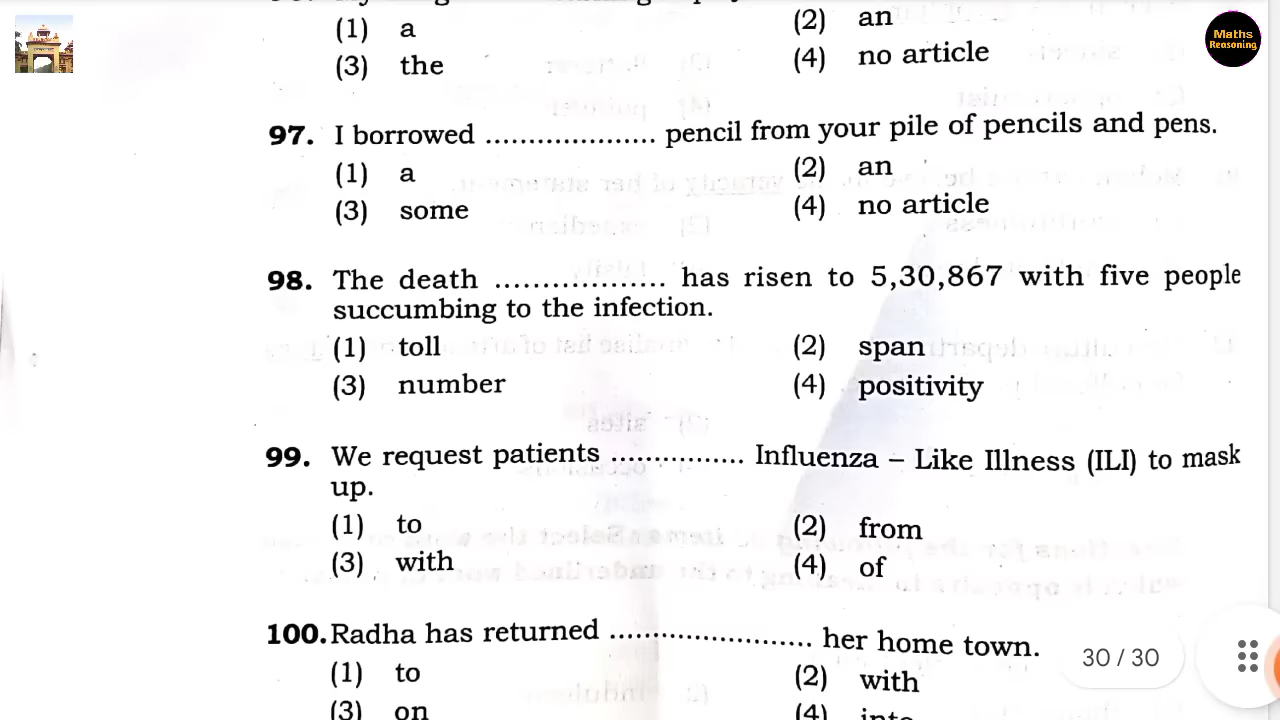 (1) a (2) an
(3) the (4) no article
Maths
Reasoning
97. I borrowed .................... pencil from your pile of pencils and pens.
(1) a (2) an
(3) some (4) no article
98. The death .................. has risen to 5,30,867 with five people
succumbing to the infection.
(1) toll (2) span
(3) number (4) positivity
99. We request patients ................ Influenza – Like Illness (ILI) to mask
up.
(1) to (2) from
(3) with (4) of
100. Radha has returned ........................ her home town.
(1) to (2) with
(3) on (4) into
30 / 30